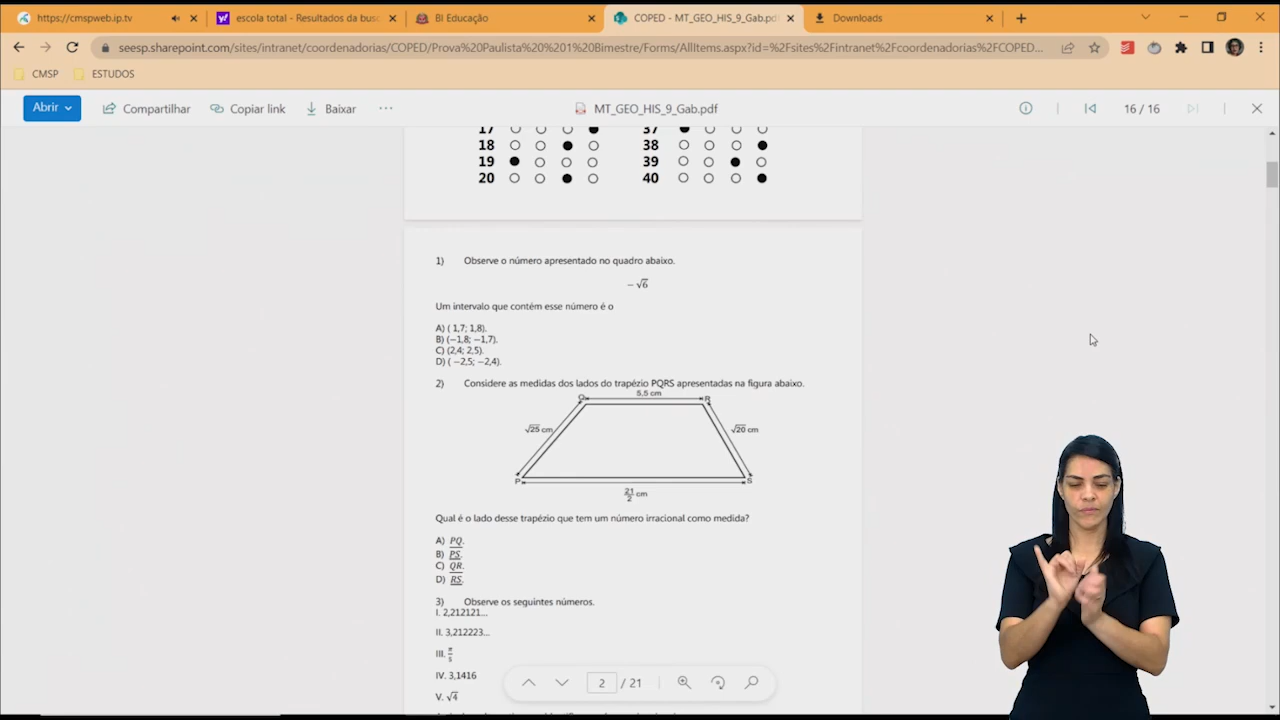 https://cmspweb.ip.tv
escola total - Resultados da busc
BI Educação
COPED - MT_GEO_HIS_9_Gab.pdf
Downloads
seesp.sharepoint.com/sites/intranet/coordenadorias/COPED/Prova%20Paulista%20%201%20Bimestre/Forms/AllItems.aspx?id=%2Fsites%2Fintranet%2Fcoordenadorias%2FCOPED...
CMSP
ESTUDOS
Abrir
Compartilhar
Copiar link
Baixar
MT_GEO_HIS_9_Gab.pdf
16 / 16
17 37
18 38
19 39
20 40
1) Observe o número apresentado no quadro abaixo.
−√6
Um intervalo que contém esse número é o
A) ( 1,7; 1,8).
B) (−1,8; −1,7).
C) (2,4; 2,5).
D) ( −2,5; −2,4).
2) Considere as medidas dos lados do trapézio PQRS apresentadas na figura abaixo.
Q 5,5 cm R
√25 cm √20 cm
P S
21/2 cm
Qual é o lado desse trapézio que tem um número irracional como medida?
A) PQ.
B) PS.
C) QR.
D) RS.
3) Observe os seguintes números.
I. 2,212121...
II. 3,212223...
III. π/5
IV. 3,1416
V. √4
2 / 21